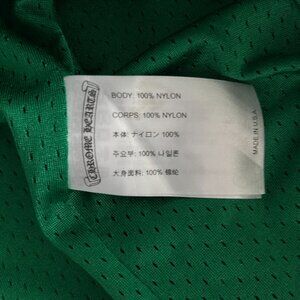 CHROME HEARTS
BODY: 100% NYLON
CORPS: 100% NYLON
本体: ナイロン 100%
주요부: 100% 나일론
大身面料: 100% 锦纶
MADE IN U.S.A.